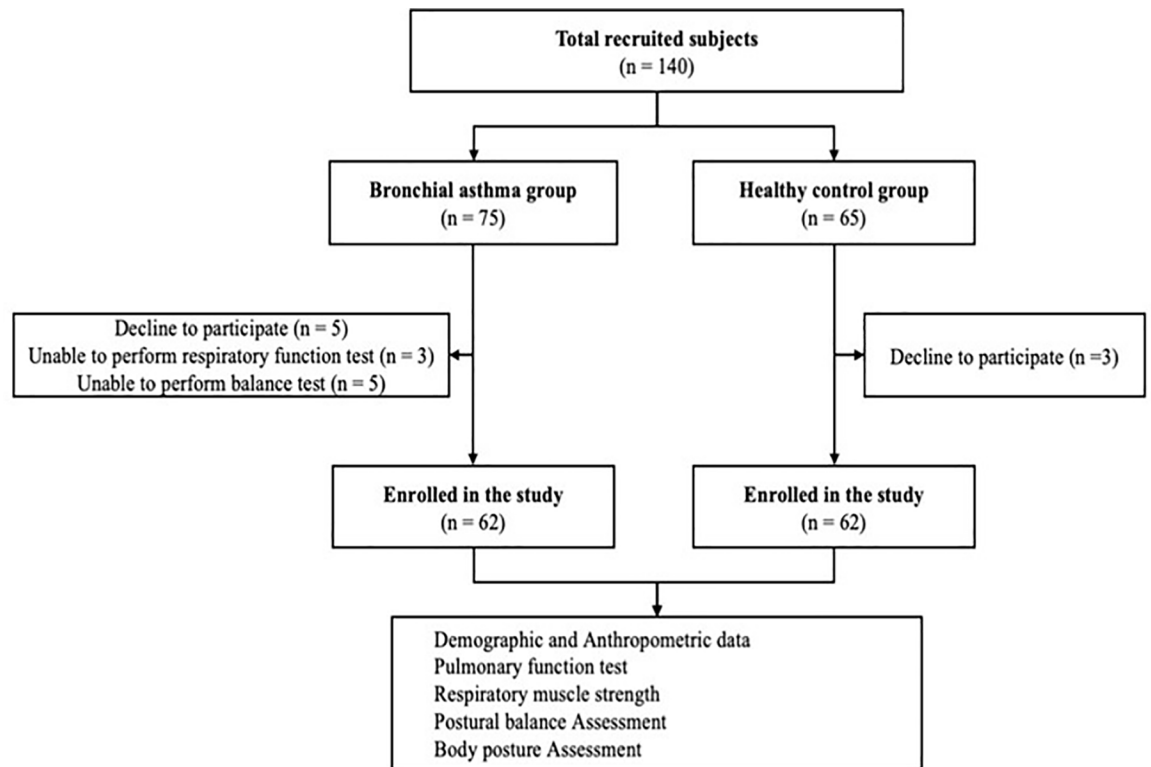 Total recruited subjects
(n = 140)
Bronchial asthma group
(n = 75)
Healthy control group
(n = 65)
Decline to participate (n = 5)
Unable to perform respiratory function test (n = 3)
Unable to perform balance test (n = 5)
Decline to participate (n =3)
Enrolled in the study
(n = 62)
Enrolled in the study
(n = 62)
Demographic and Anthropometric data
Pulmonary function test
Respiratory muscle strength
Postural balance Assessment
Body posture Assessment